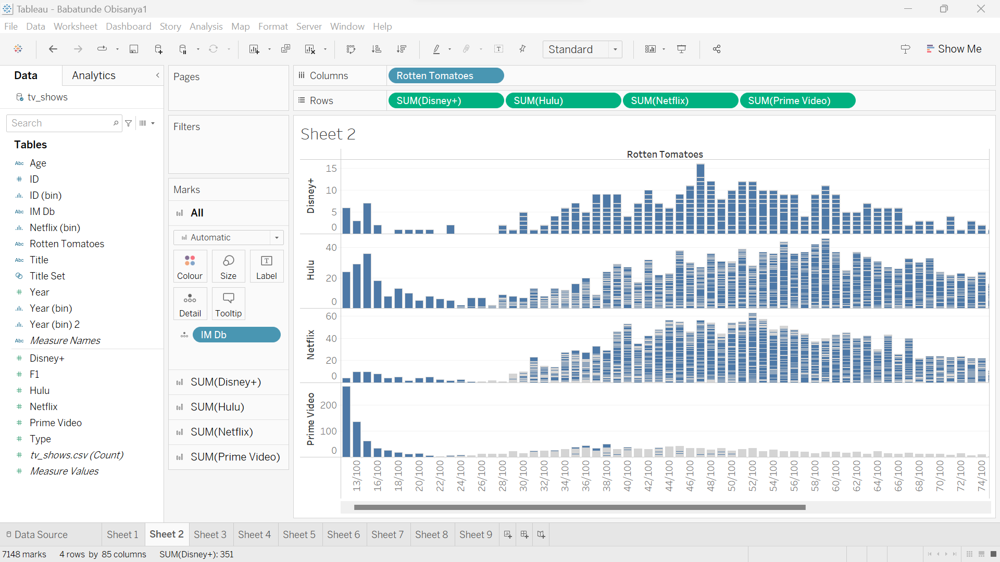 Tableau - Babatunde Obisanya1
File Data Worksheet Dashboard Story Analysis Map Format Server Window Help
Standard
Show Me
Data
Analytics
tv_shows
Search
Tables
Abc Age
ID
ID (bin)
Abc IM Db
Netflix (bin)
Abc Rotten Tomatoes
Abc Title
Title Set
Year
Year (bin)
Year (bin) 2
Abc Measure Names
Disney+
F1
Hulu
Netflix
Prime Video
Type
tv_shows.csv (Count)
Measure Values
Pages
Filters
Marks
All
Automatic
Colour
Size
T
Label
Detail
Tooltip
IM Db
SUM(Disney+)
SUM(Hulu)
SUM(Netflix)
SUM(Prime Video)
Columns
Rotten Tomatoes
Rows
SUM(Disney+)
SUM(Hulu)
SUM(Netflix)
SUM(Prime Video)
Sheet 2
Rotten Tomatoes
Disney+
15
10
5
0
Hulu
40
20
0
Netflix
60
40
20
0
Prime Video
200
100
0
13/100
16/100
18/100
20/100
22/100
24/100
26/100
28/100
30/100
32/100
34/100
36/100
38/100
40/100
42/100
44/100
46/100
48/100
50/100
52/100
54/100
56/100
58/100
60/100
62/100
64/100
66/100
68/100
70/100
72/100
74/100
Data Source
Sheet 1
Sheet 2
Sheet 3
Sheet 4
Sheet 5
Sheet 6
Sheet 7
Sheet 8
Sheet 9
7148 marks
4 rows by 85 columns
SUM(Disney+): 351